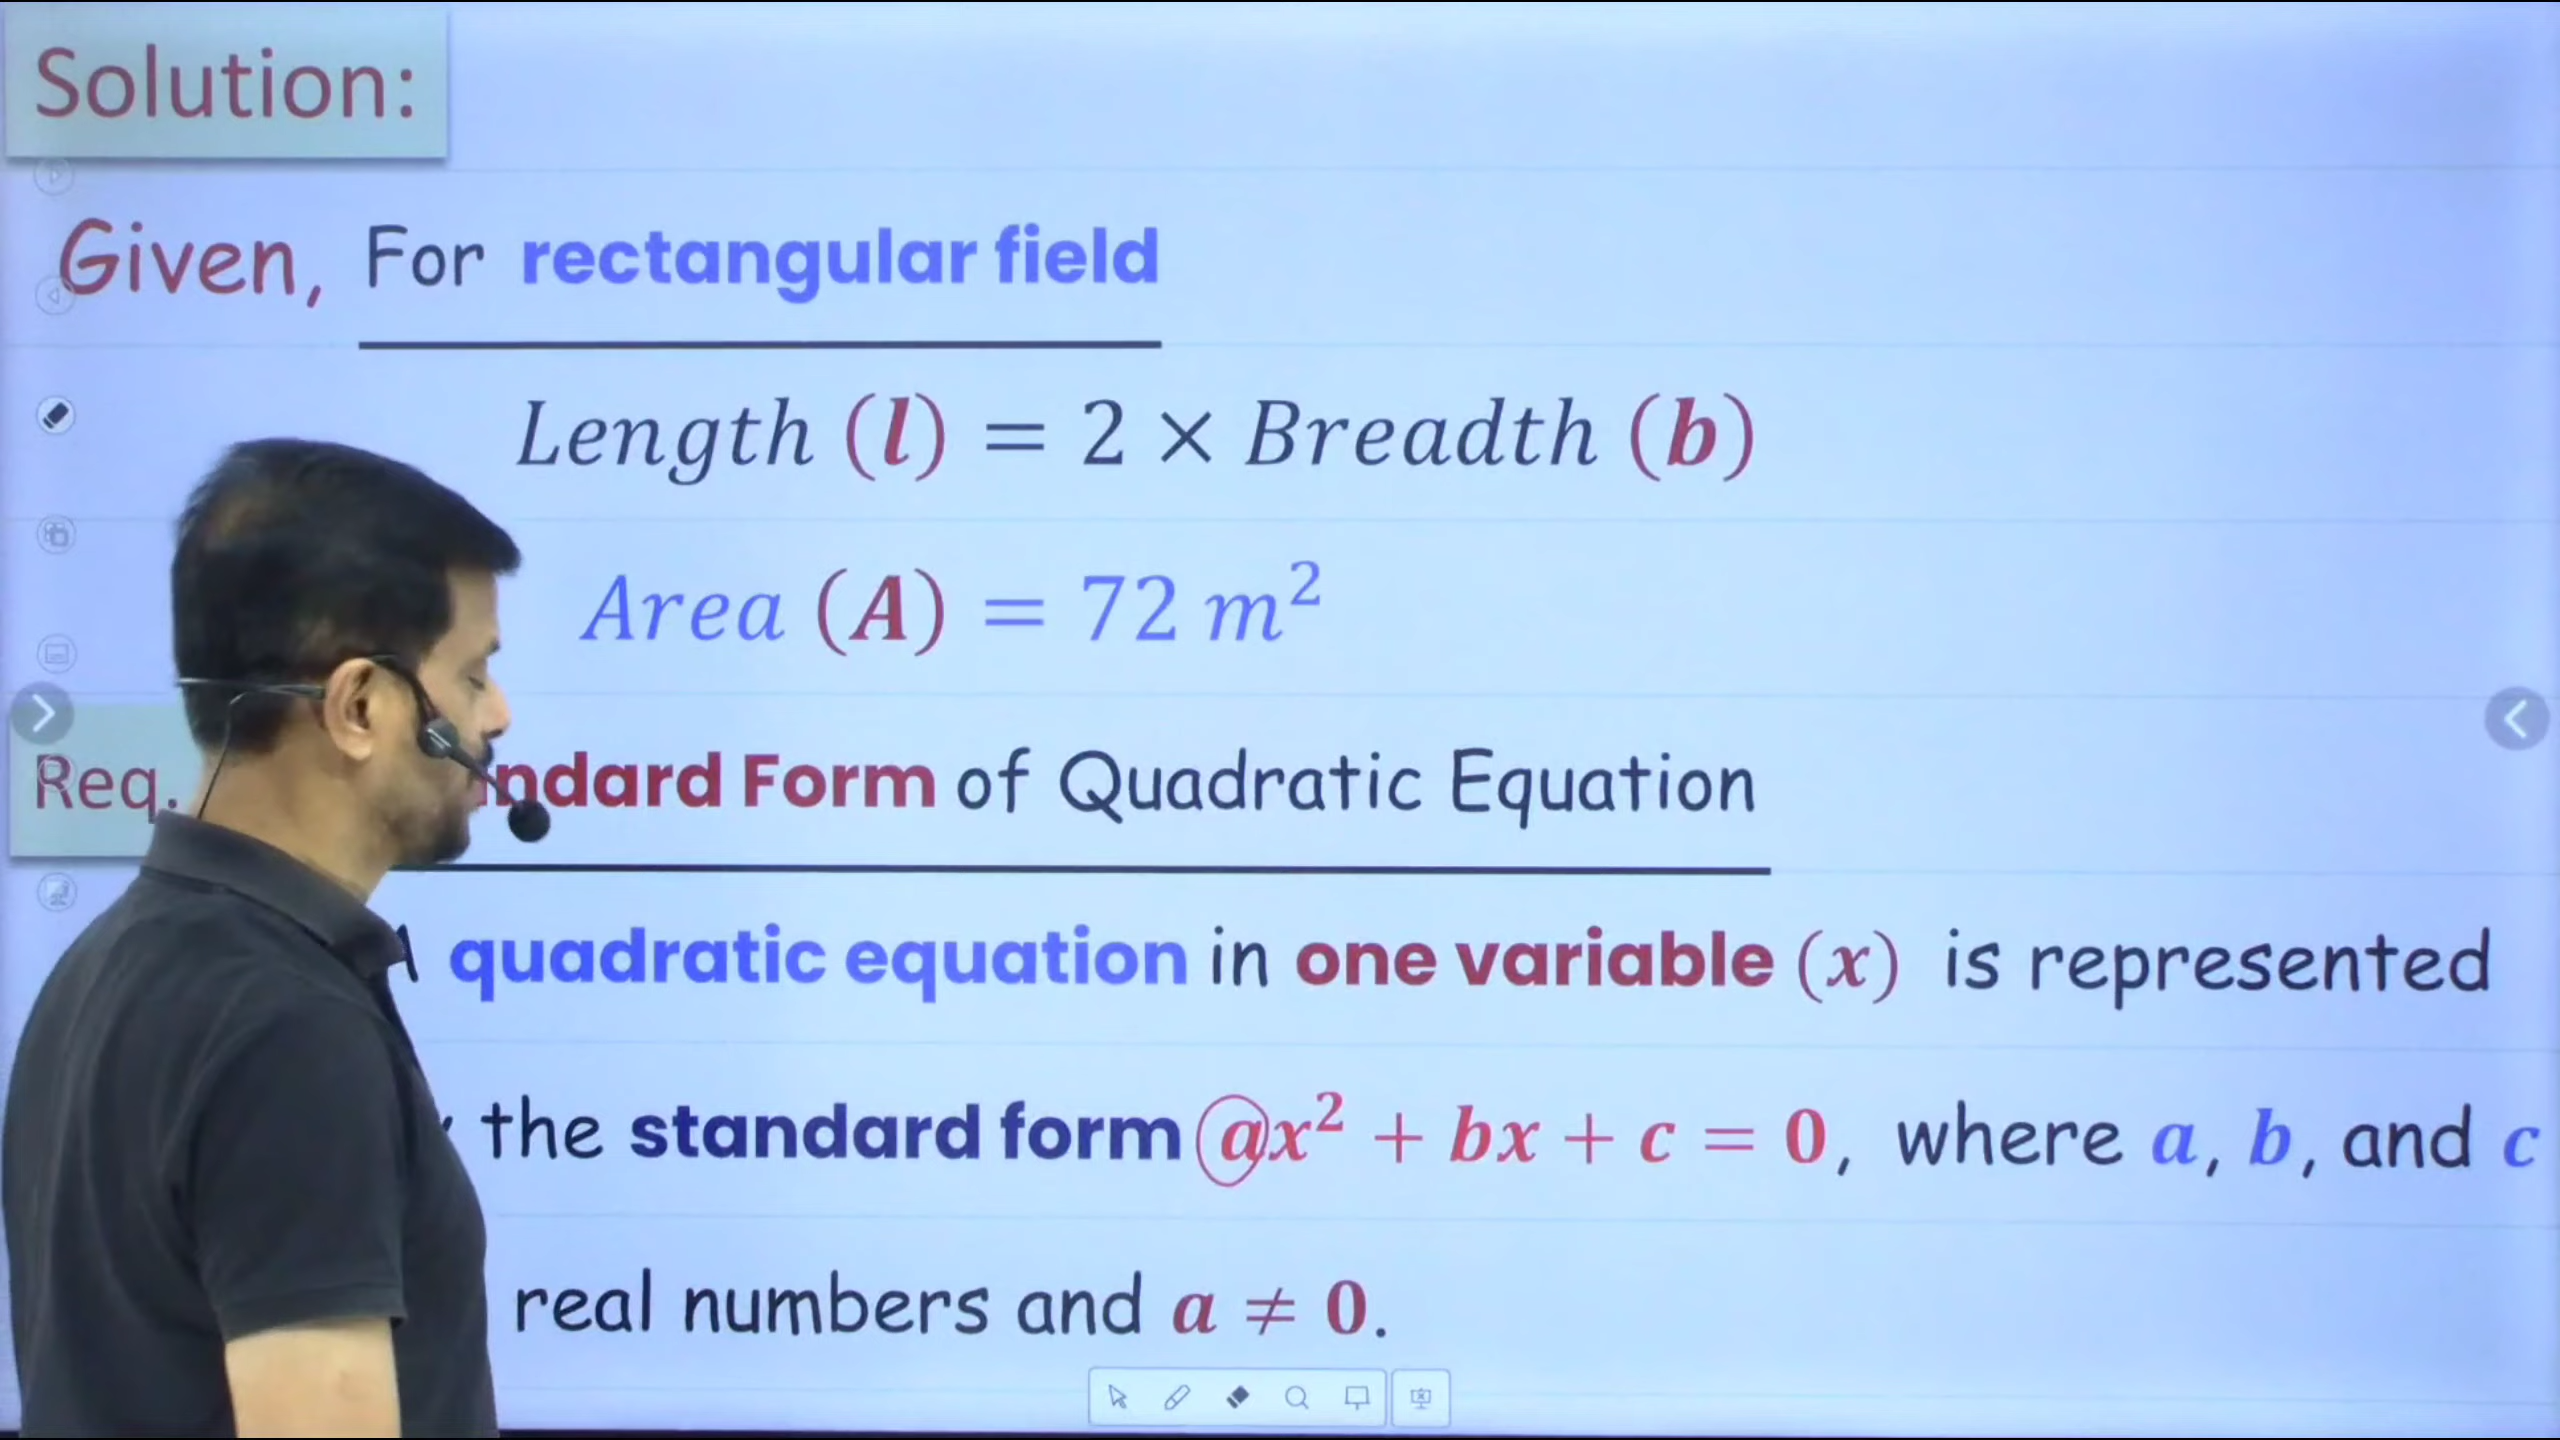 Solution:
Given, For rectangular field
Length (l) = 2 × Breadth (b)
Area (A) = 72 m²
Req. Form of Quadratic Equation
quadratic equation in one variable (x) is represented
the standard form ax² + bx + c = 0, where a, b, and c
real numbers and a ≠ 0.